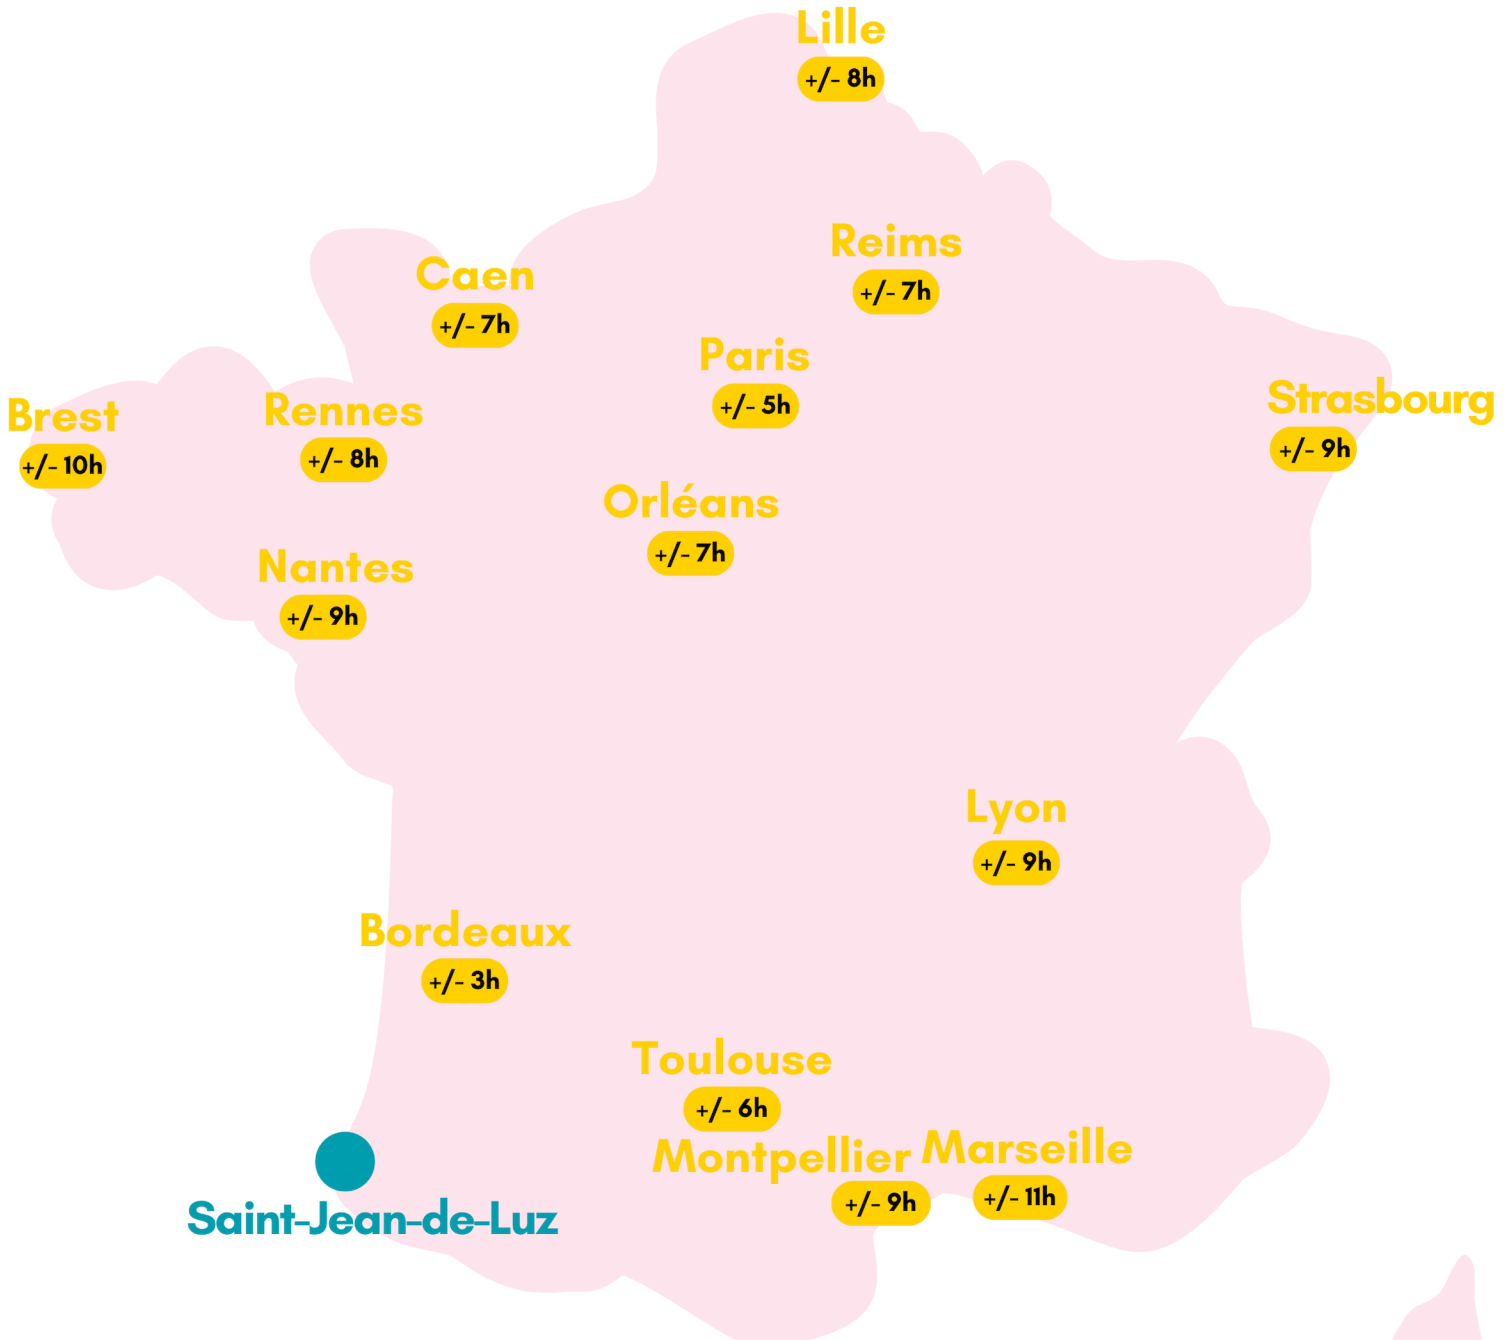 Lille
+/- 8h
Reims
+/- 7h
Caen
+/- 7h
Paris
+/- 5h
Strasbourg
+/- 9h
Brest
+/- 10h
Rennes
+/- 8h
Orléans
+/- 7h
Nantes
+/- 9h
Lyon
+/- 9h
Bordeaux
+/- 3h
Toulouse
+/- 6h
Montpellier
+/- 9h
Marseille
+/- 11h
Saint-Jean-de-Luz